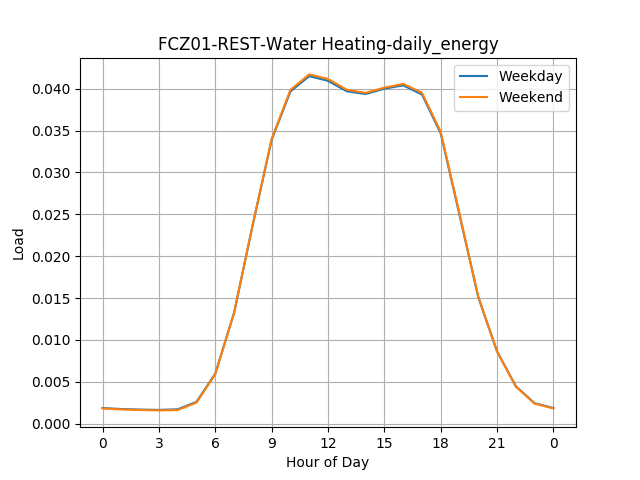 FCZ01-REST-Water Heating-daily_energy
Weekday
Weekend
0.040
0.035
0.030
0.025
0.020
0.015
0.010
0.005
0.000
Load
0 3 6 9 12 15 18 21 0
Hour of Day